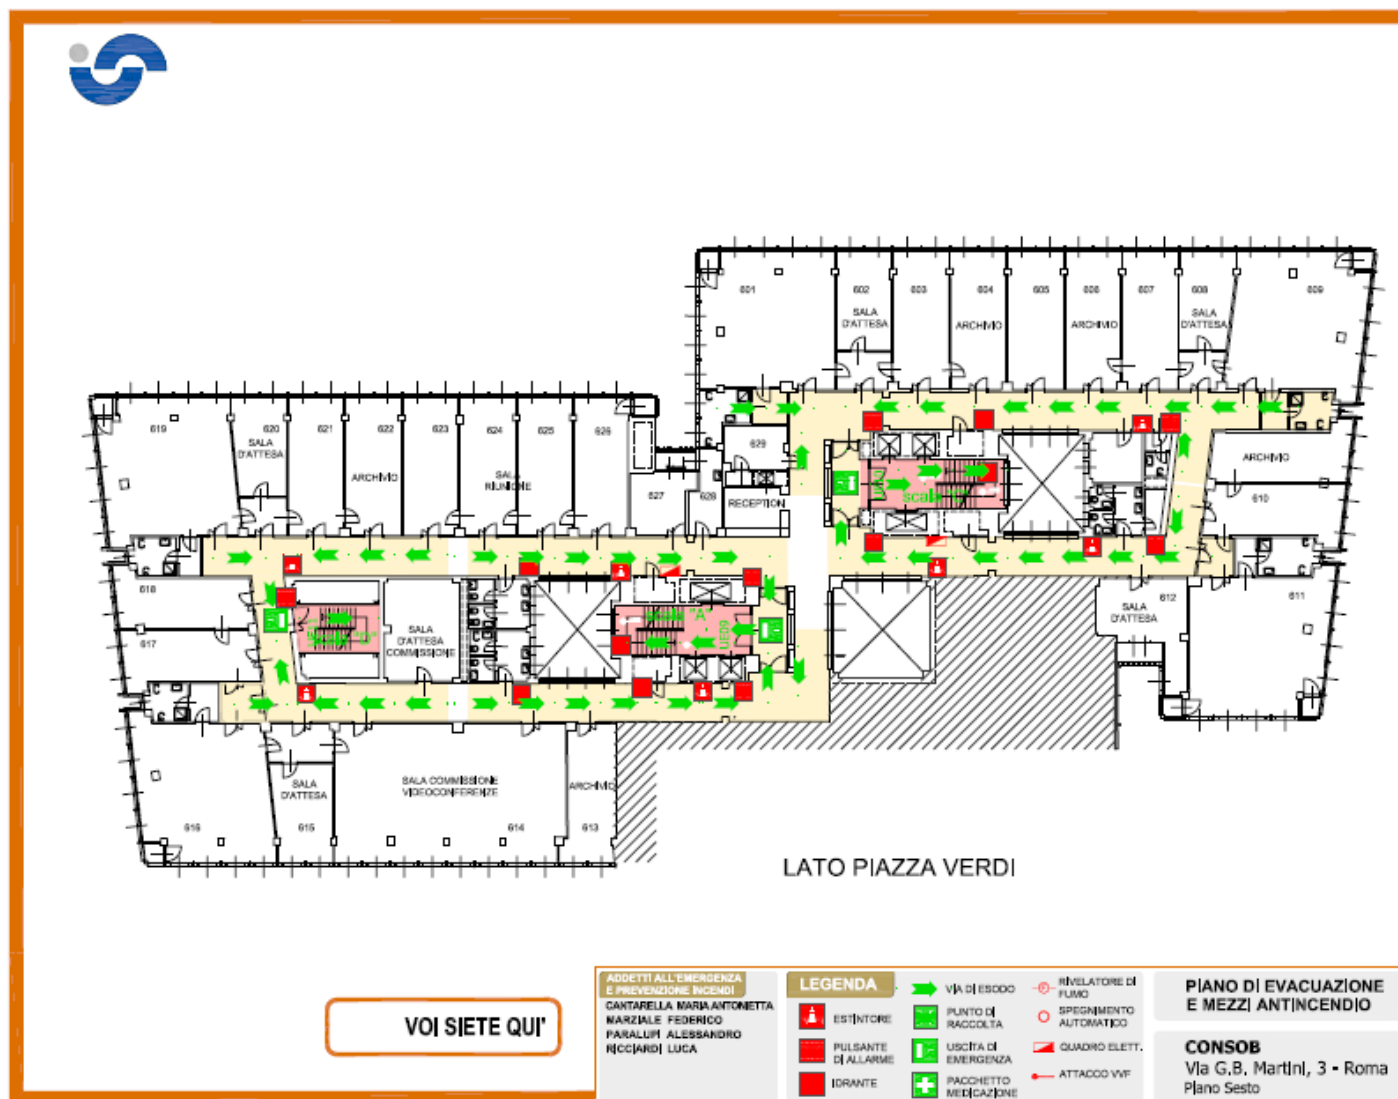 601
602
603
604
605
606
607
608
609
SALA
D'ATTESA
ARCHIVIO
ARCHIVIO
SALA
D'ATTESA
619
620
621
622
623
624
625
626
SALA
D'ATTESA
ARCHIVIO
SALA
RIUNIONE
627
628
629
RECEPTION
ARCHIVIO
610
618
617
SALA
D'ATTESA
COMMISSIONE
"A"
UE09
612
611
SALA
D'ATTESA
SALA
D'ATTESA
SALA COMMISSIONE
VIDEOCONFERENZE
ARCHIVIO
616
615
614
613
LATO PIAZZA VERDI
VOI SIETE QUI'
ADDETTI ALL'EMERGENZA
E PREVENZIONE INCENDI
CANTARELLA MARIA ANTONIETTA
MARZIALE FEDERICO
PARALUPI ALESSANDRO
RICCIARDI LUCA
LEGENDA
ESTINTORE
PULSANTE
DI ALLARME
IDRANTE
VIA DI ESODO
PUNTO DI
RACCOLTA
USCITA DI
EMERGENZA
PACCHETTO
MEDICAZIONE
RIVELATORE DI
FUMO
SPEGNIMENTO
AUTOMATICO
QUADRO ELETT.
ATTACCO VVF
PIANO DI EVACUAZIONE
E MEZZI ANTINCENDIO
CONSOB
Via G.B. Martini, 3 - Roma
Piano Sesto